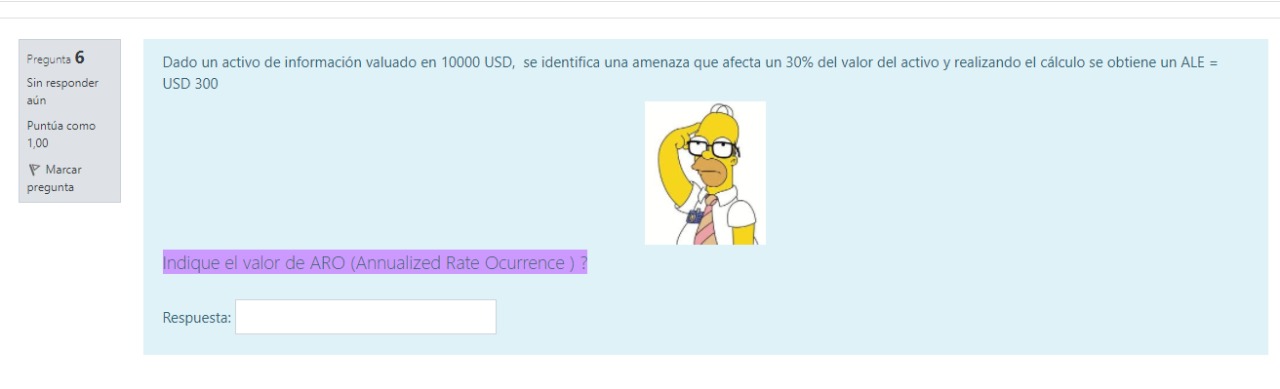 Pregunta 6
Sin responder
aún
Puntúa como
1,00
Marcar
pregunta
Dado un activo de información valuado en 10000 USD, se identifica una amenaza que afecta un 30% del valor del activo y realizando el cálculo se obtiene un ALE =
USD 300
Indique el valor de ARO (Annualized Rate Ocurrence ) ?
Respuesta: